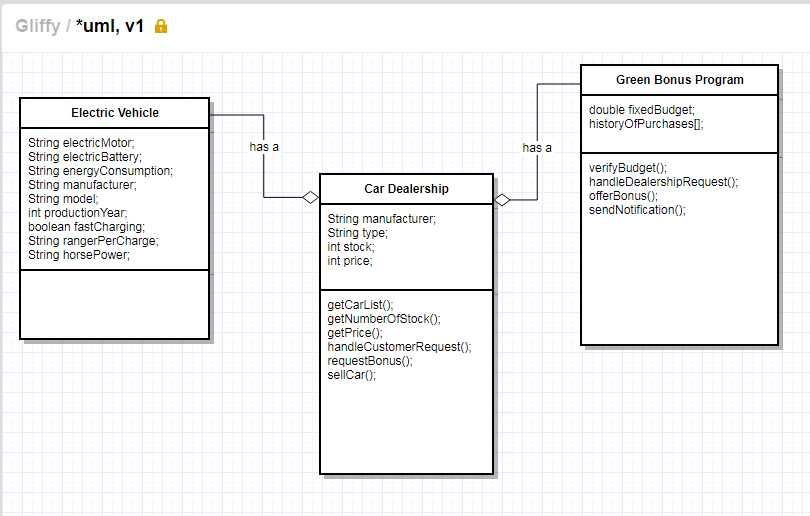 Gliffy / *uml, v1
Electric Vehicle
String electricMotor;
String electricBattery;
String energyConsumption;
String manufacturer;
String model;
int productionYear;
boolean fastCharging;
String rangerPerCharge;
String horsePower;
has a
Car Dealership
String manufacturer;
String type;
int stock;
int price;
getCarList();
getNumberOfStock();
getPrice();
handleCustomerRequest();
requestBonus();
sellCar();
has a
Green Bonus Program
double fixedBudget;
historyOfPurchases[];
verifyBudget();
handleDealershipRequest();
offerBonus();
sendNotification();